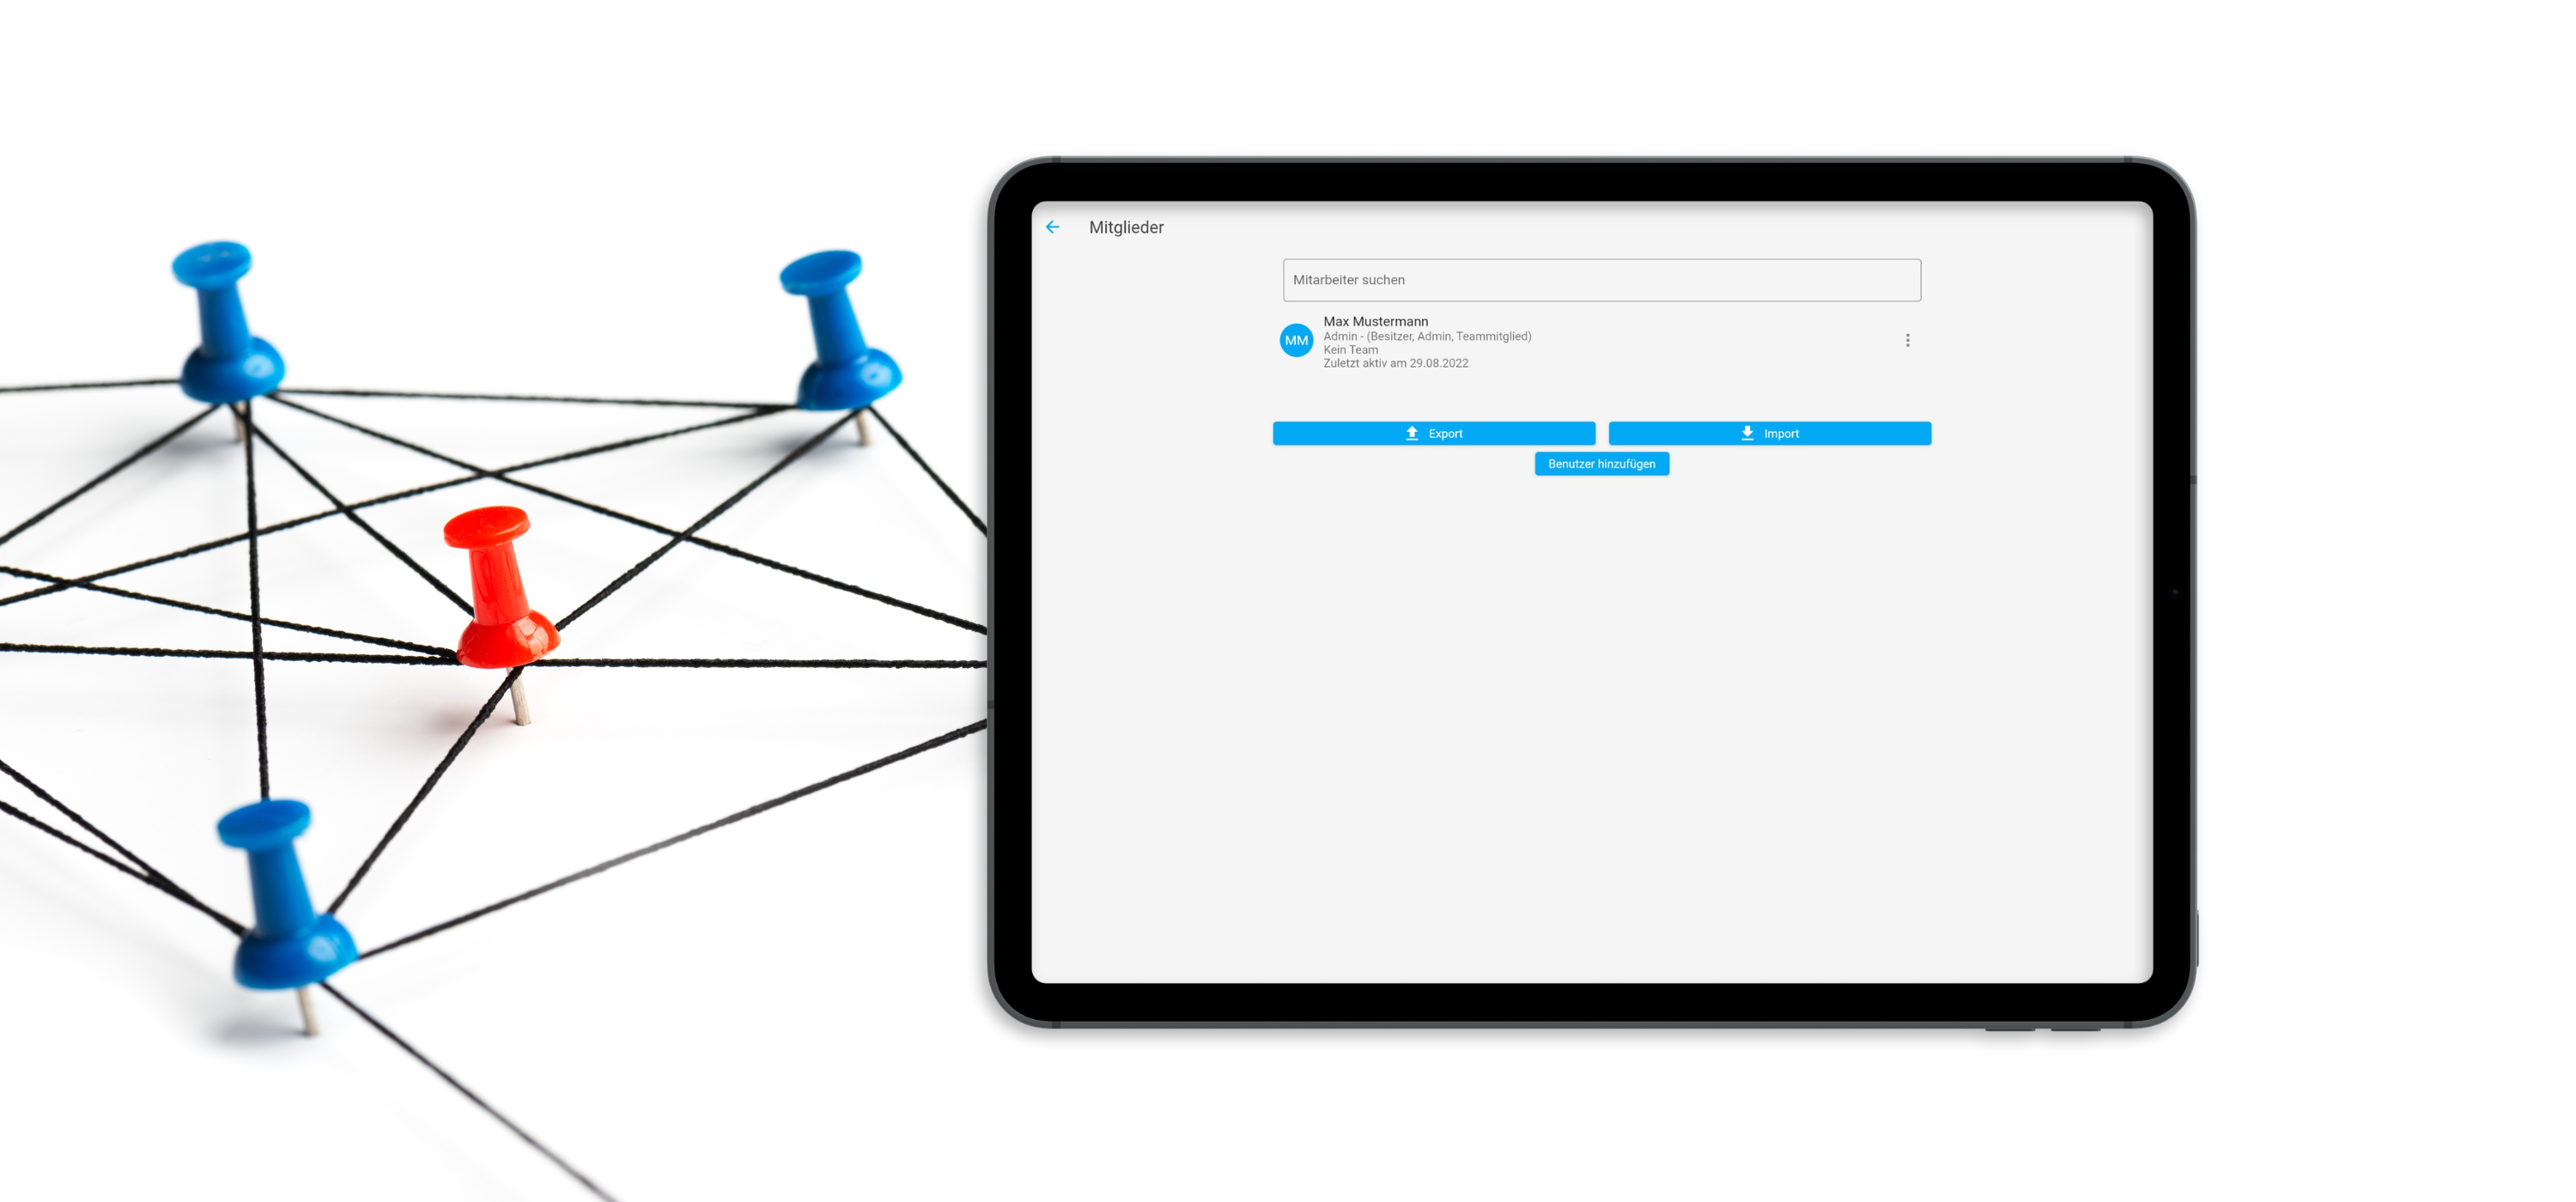 Mitglieder
Mitarbeiter suchen
MM
Max Mustermann
Admin - (Besitzer, Admin, Teammitglied)
Kein Team
Zuletzt aktiv am 29.08.2022
Export
Import
Benutzer hinzufügen